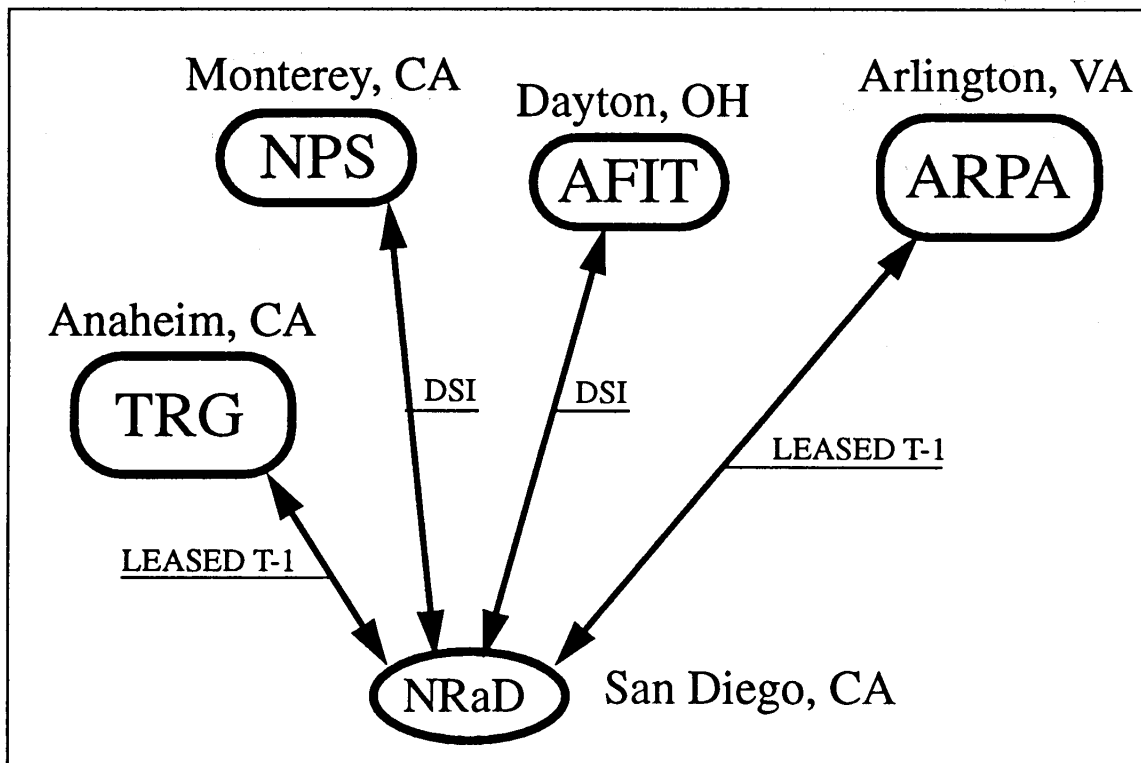 Monterey, CA
NPS
Dayton, OH
AFIT
Arlington, VA
ARPA
Anaheim, CA
TRG
DSI
DSI
LEASED T-1
LEASED T-1
NRaD
San Diego, CA